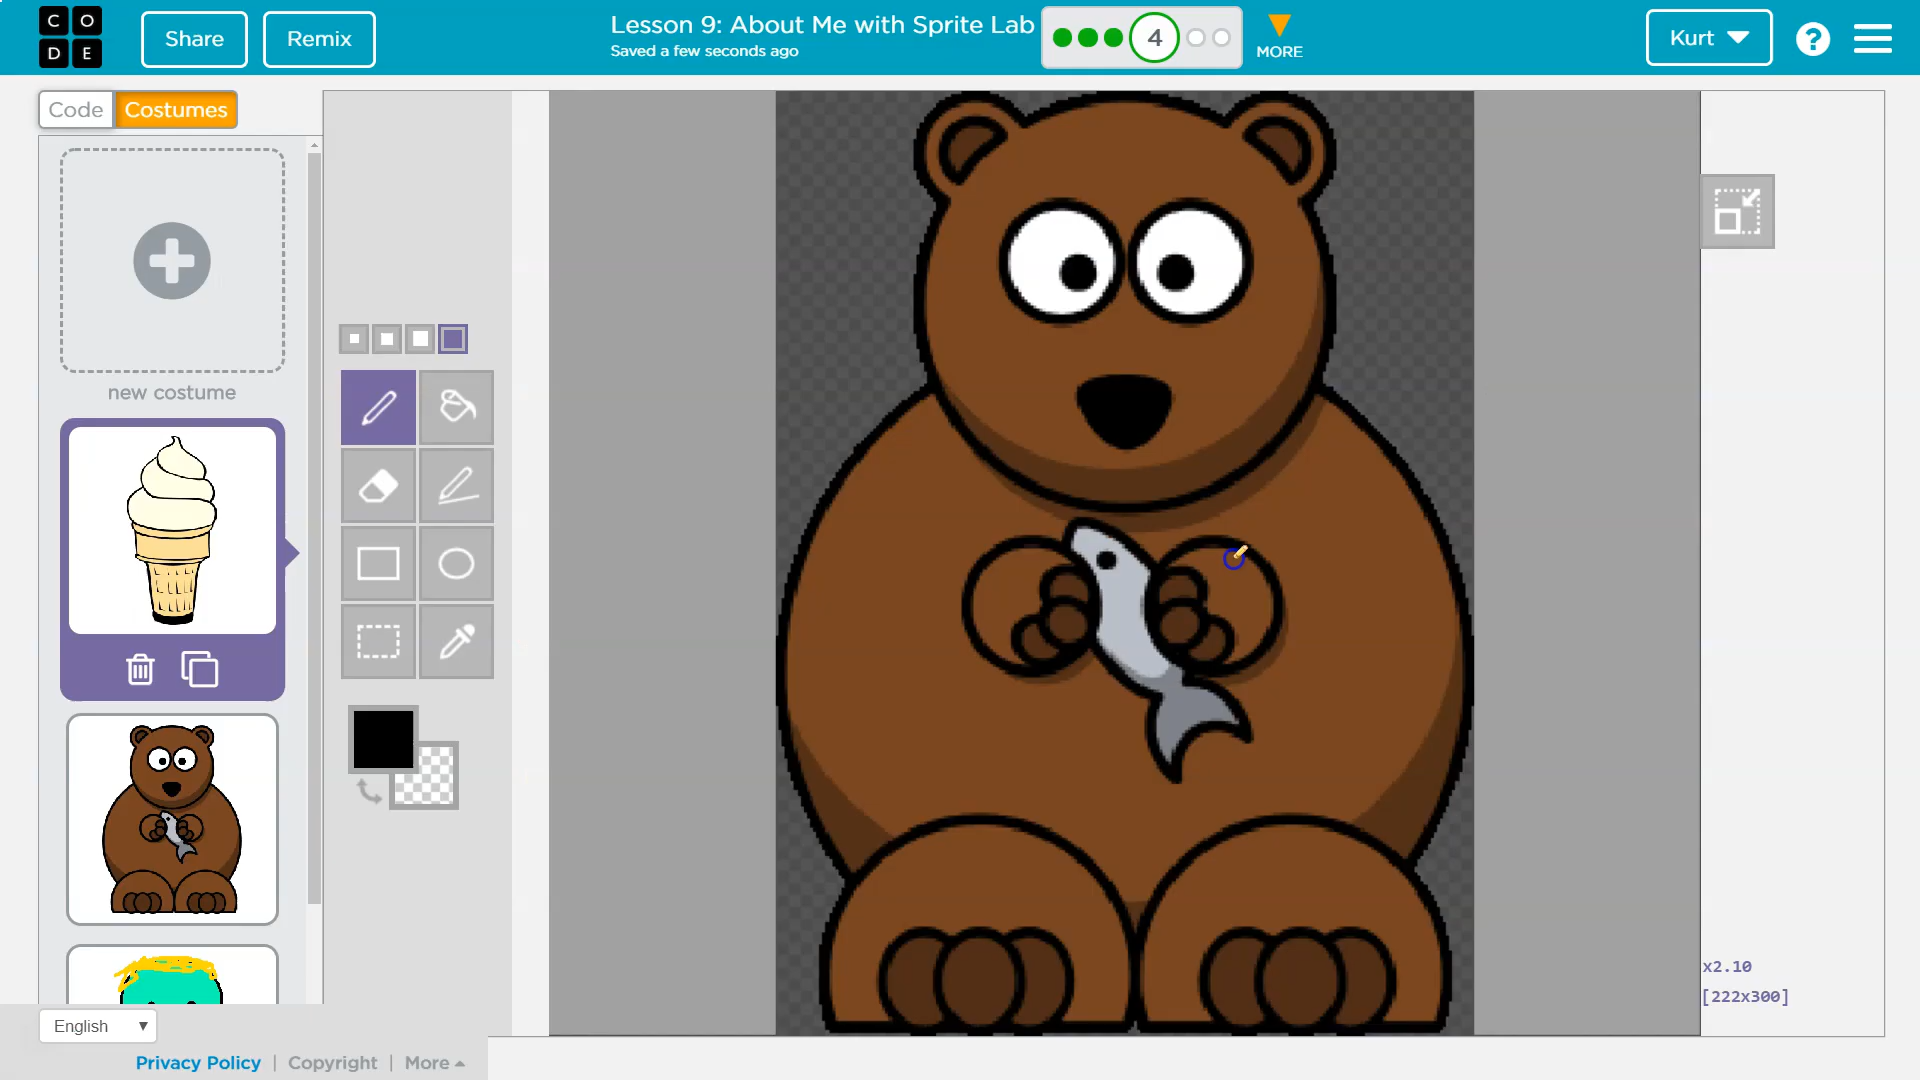 CODE
Share
Remix
Lesson 9: About Me with Sprite Lab
Saved a few seconds ago
4
MORE
Kurt
?
Code
Costumes
new costume
x2.10
[222x300]
English
Privacy Policy | Copyright | More